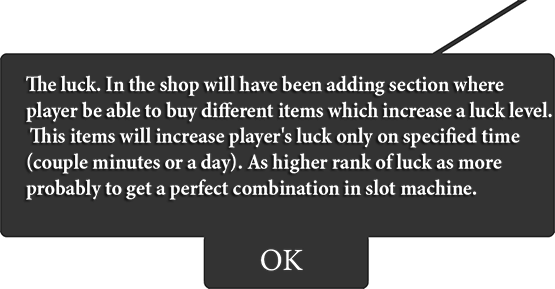 The luck. In the shop will have been adding section where
player be able to buy different items which increase a luck level.
This items will increase player's luck only on specified time
(couple minutes or a day). As higher rank of luck as more
probably to get a perfect combination in slot machine.
OK